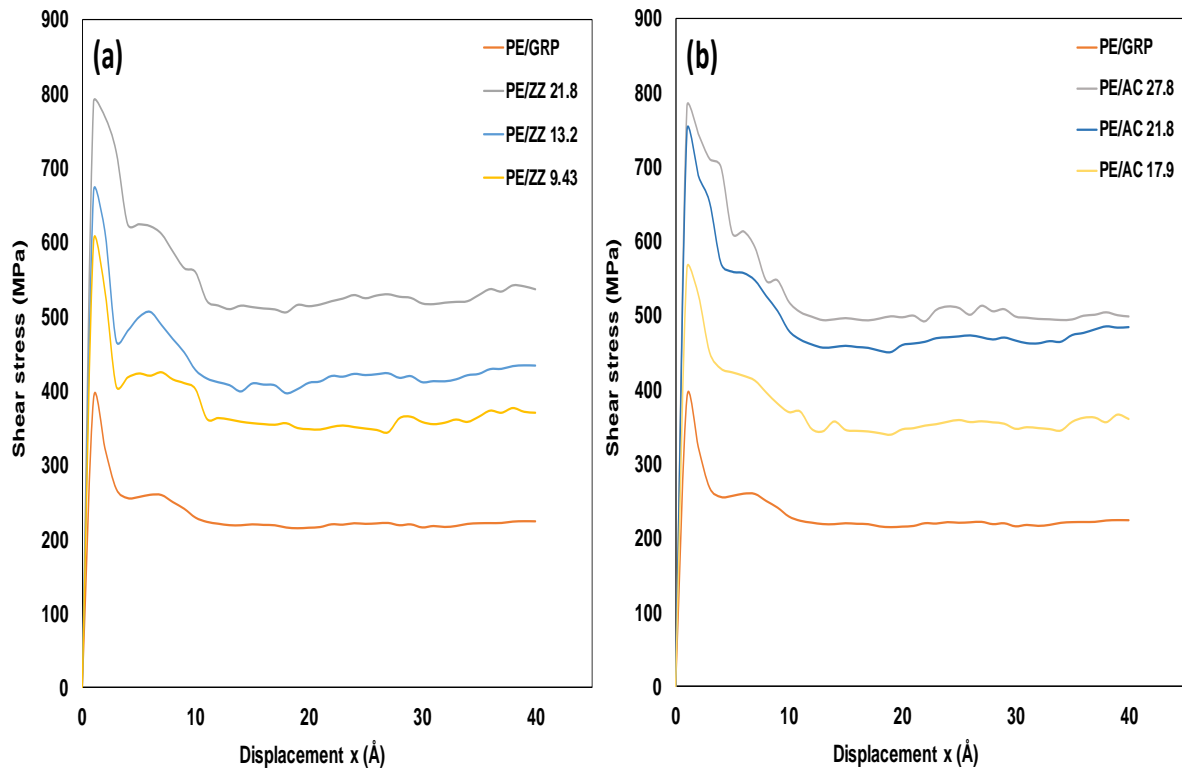 (a)
PE/GRP
PE/ZZ 21.8
PE/ZZ 13.2
PE/ZZ 9.43
900
800
700
600
500
400
300
200
100
0
Shear stress (MPa)
0 10 20 30 40
Displacement x (Å)
(b)
PE/GRP
PE/AC 27.8
PE/AC 21.8
PE/AC 17.9
900
800
700
600
500
400
300
200
100
0
Shear stress (MPa)
0 10 20 30 40
Displacement x (Å)